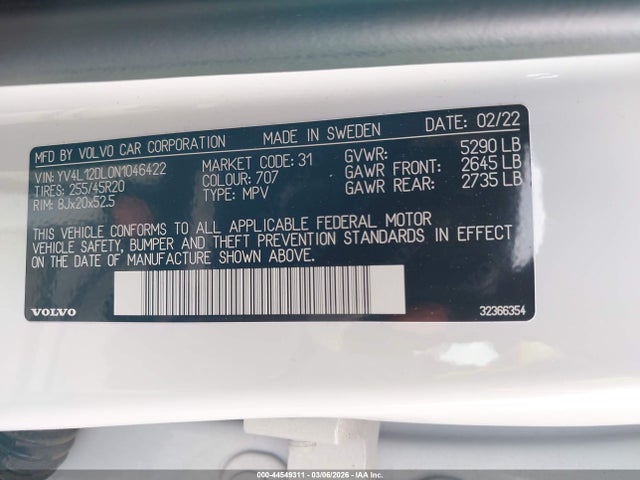 MFD BY VOLVO CAR CORPORATION MADE IN SWEDEN DATE: 02/22
VIN: YV4L12DL0N1046422 MARKET CODE: 31 GVWR: 5290 LB
TIRES: 255/45R20 COLOUR: 707 GAWR FRONT: 2645 LB
RIM: 8Jx20x52.5 TYPE: MPV GAWR REAR: 2735 LB
THIS VEHICLE CONFORMS TO ALL APPLICABLE FEDERAL MOTOR
VEHICLE SAFETY, BUMPER AND THEFT PREVENTION STANDARDS IN EFFECT
ON THE DATE OF MANUFACTURE SHOWN ABOVE.
VOLVO 32366354
000-44549311 - 03/06/2026 - IAA Inc.